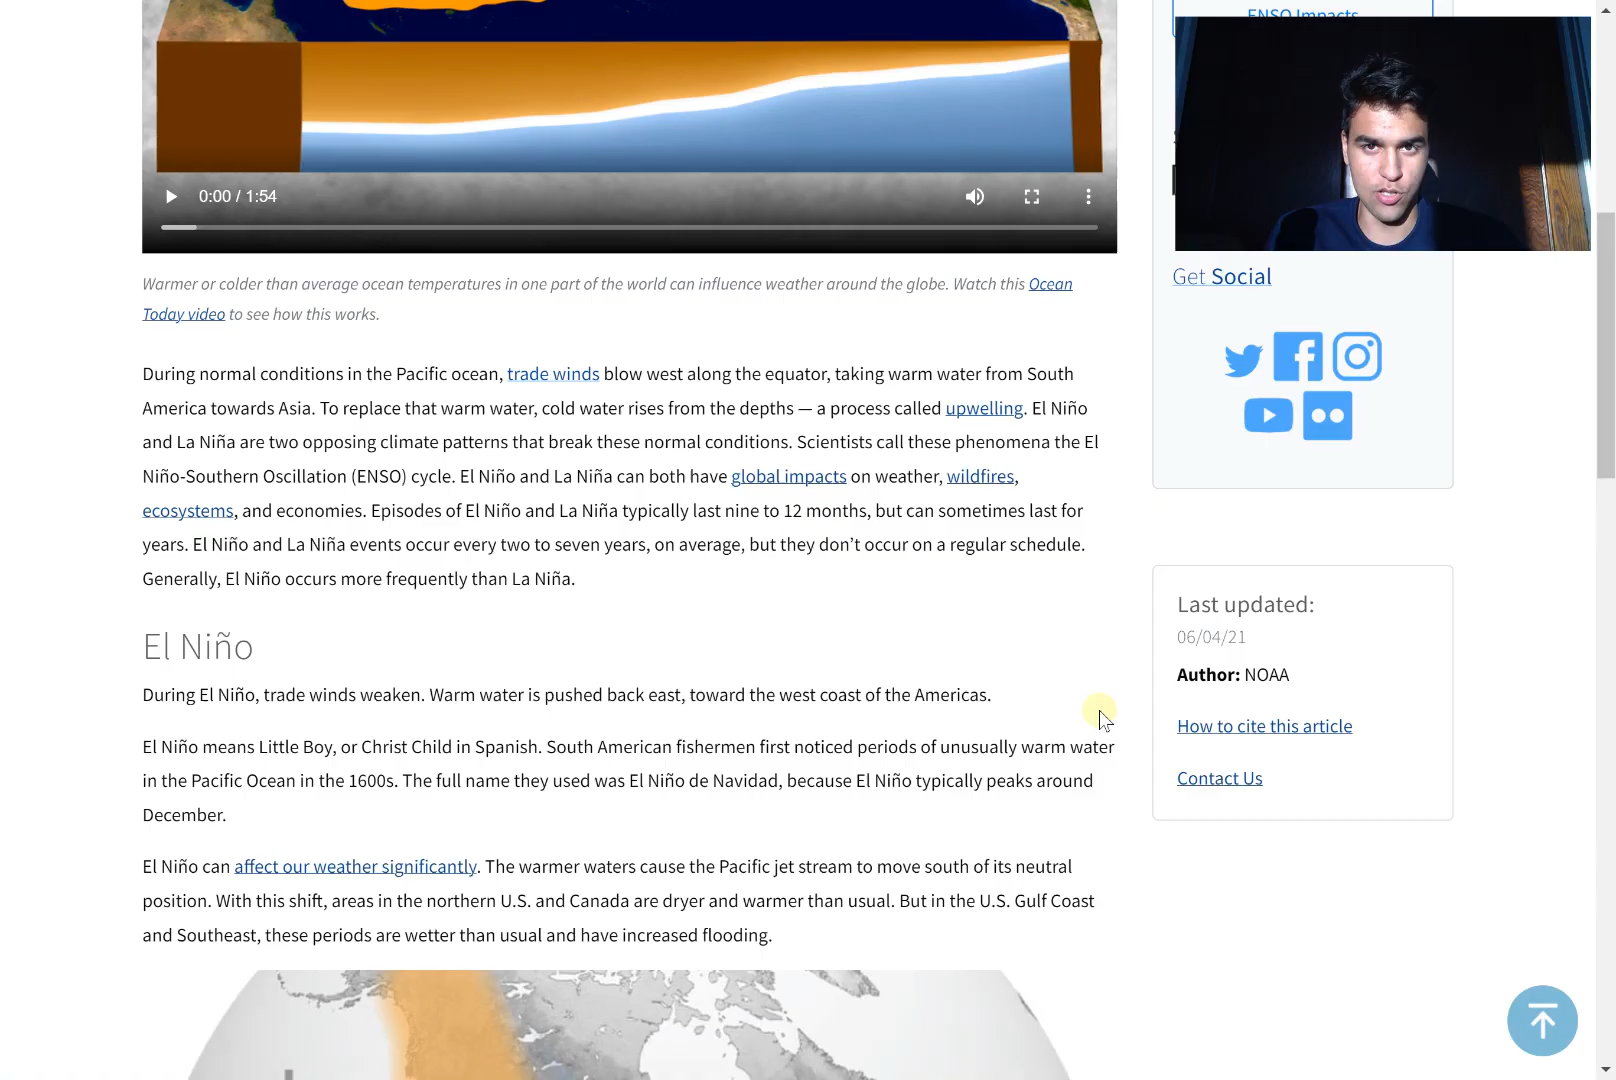 ENSO Impacts
0:00 / 1:54
Warmer or colder than average ocean temperatures in one part of the world can influence weather around the globe. Watch this Ocean
Today video to see how this works.
During normal conditions in the Pacific ocean, trade winds blow west along the equator, taking warm water from South
America towards Asia. To replace that warm water, cold water rises from the depths — a process called upwelling. El Niño
and La Niña are two opposing climate patterns that break these normal conditions. Scientists call these phenomena the El
Niño-Southern Oscillation (ENSO) cycle. El Niño and La Niña can both have global impacts on weather, wildfires,
ecosystems, and economies. Episodes of El Niño and La Niña typically last nine to 12 months, but can sometimes last for
years. El Niño and La Niña events occur every two to seven years, on average, but they don’t occur on a regular schedule.
Generally, El Niño occurs more frequently than La Niña.
El Niño
During El Niño, trade winds weaken. Warm water is pushed back east, toward the west coast of the Americas.
El Niño means Little Boy, or Christ Child in Spanish. South American fishermen first noticed periods of unusually warm water
in the Pacific Ocean in the 1600s. The full name they used was El Niño de Navidad, because El Niño typically peaks around
December.
El Niño can affect our weather significantly. The warmer waters cause the Pacific jet stream to move south of its neutral
position. With this shift, areas in the northern U.S. and Canada are dryer and warmer than usual. But in the U.S. Gulf Coast
and Southeast, these periods are wetter than usual and have increased flooding.
Get Social
Last updated:
06/04/21
Author: NOAA
How to cite this article
Contact Us